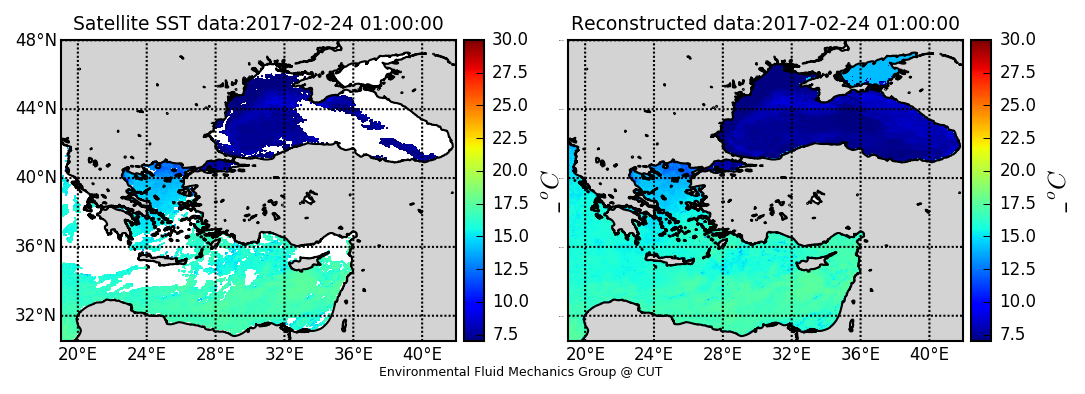 Satellite SST data:2017-02-24 01:00:00
48°N
44°N
40°N
36°N
32°N
20°E 24°E 28°E 32°E 36°E 40°E
30.0
27.5
25.0
22.5
20.0
17.5
15.0
12.5
10.0
7.5
°C
Reconstructed data:2017-02-24 01:00:00
20°E 24°E 28°E 32°E 36°E 40°E
30.0
27.5
25.0
22.5
20.0
17.5
15.0
12.5
10.0
7.5
°C
Environmental Fluid Mechanics Group @ CUT